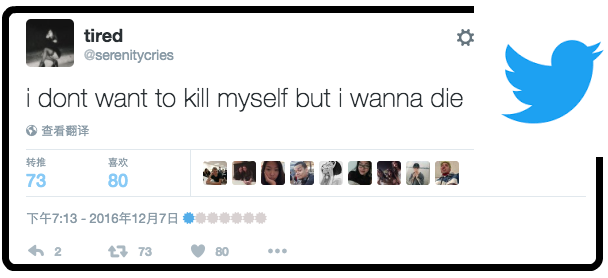 tired
@serenitycries
i dont want to kill myself but i wanna die
查看翻译
转推 喜欢
73 80
下午7:13 - 2016年12月7日
2 73 80